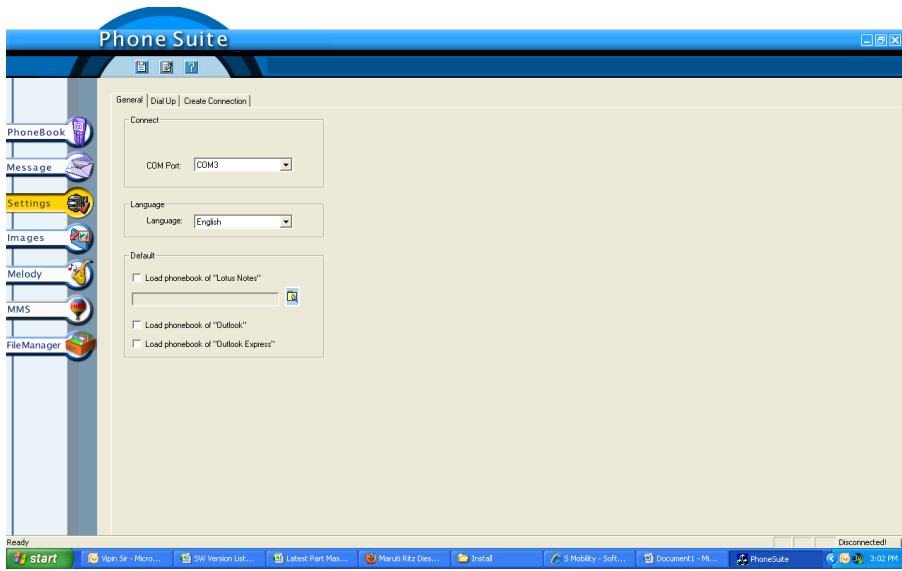 Phone Suite
General Dial Up Create Connection
PhoneBook
Message
Settings
Images
Melody
MMS
FileManager
Connect
COM Port: COM3
Language
Language: English
Default
Load phonebook of "Lotus Notes"
Load phonebook of "Outlook"
Load phonebook of "Outlook Express"
Ready
Disconnected!
start
Vipin Sir - Micro...
SW Version List...
Latest Part Mas...
Maruti Ritz Dies...
Install
S Mobility - Soft...
Document1 - Mi...
PhoneSuite
3:02 PM